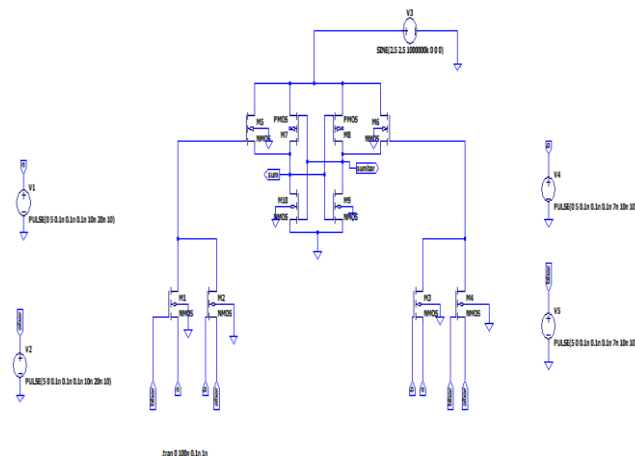 V3
SINE(2.5 2.5 1000000k 0 0 0)
M5
NMOS
PMOS
M7
PMOS
M8
M6
NMOS
sum
sumbar
M10
NMOS
M9
NMOS
V1
PULSE(0 5 0.1n 0.1n 0.1n 10n 20n 10)
V4
PULSE(0 5 0.1n 0.1n 7n 10n 10)
V2
PULSE(5 0 0.1n 0.1n 0.1n 10n 20n 10)
V5
PULSE(5 0 0.1n 0.1n 0.1n 7n 10n 10)
M1
NMOS
M2
NMOS
M3
NMOS
M4
NMOS
.tran 0 100n 0.1n 1n